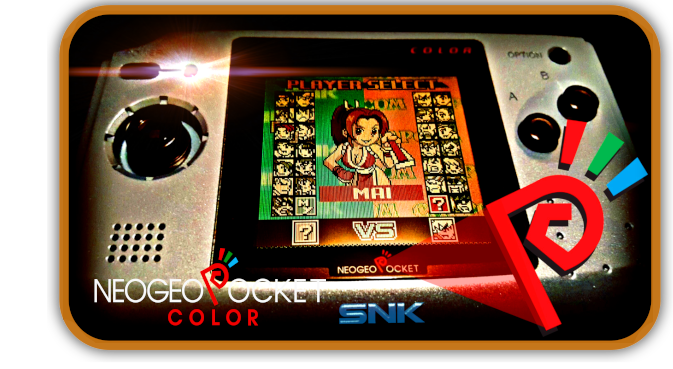 COLOR
OPTION
B
A
PLAYER SELECT
MAI
?
?
VS
NEOGEO POCKET
NEOGEO POCKET
COLOR
SNK